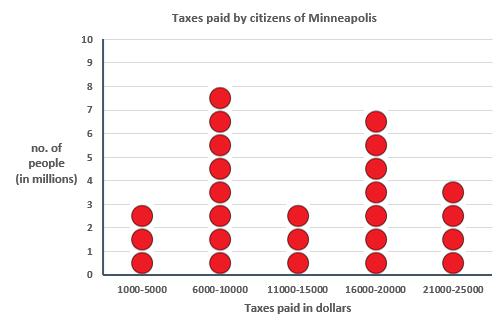 Taxes paid by citizens of Minneapolis
10
9
8
7
6
5
4
3
2
1
0
no. of
people
(in millions)
1000-5000 6000-10000 11000-15000 16000-20000 21000-25000
Taxes paid in dollars